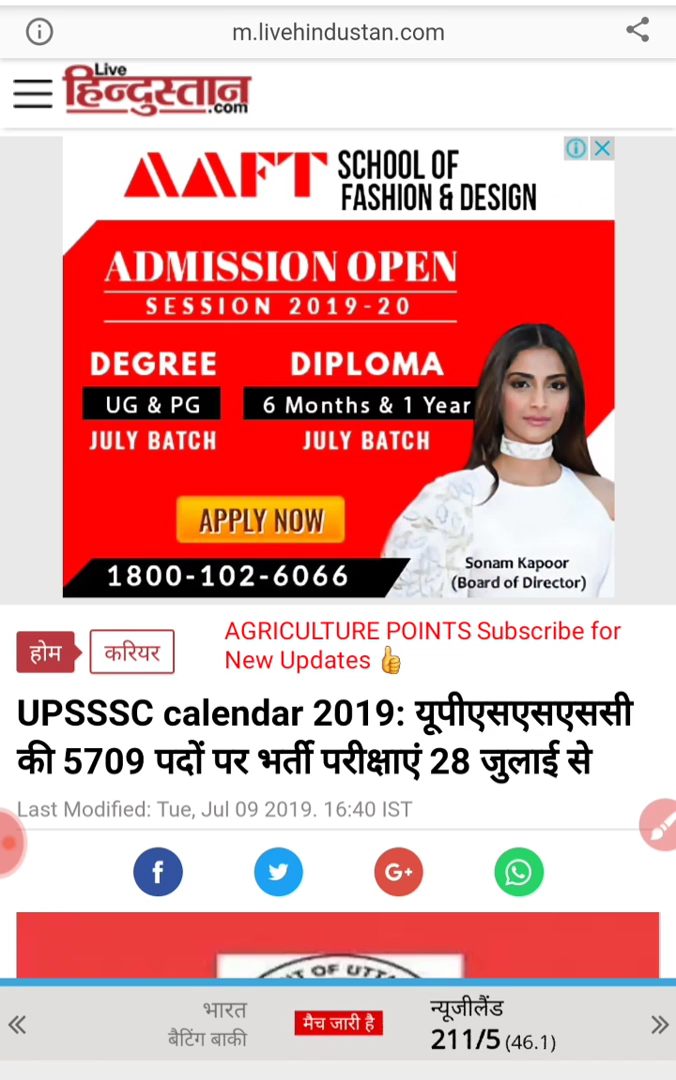 m.livehindustan.com
Live
हिन्दुस्तान
.com
AAFT SCHOOL OF
FASHION & DESIGN
ADMISSION OPEN
SESSION 2019-20
DEGREE DIPLOMA
UG & PG 6 Months & 1 Year
JULY BATCH JULY BATCH
APPLY NOW
1800-102-6066
Sonam Kapoor
(Board of Director)
होम करियर
AGRICULTURE POINTS Subscribe for
New Updates 👍
UPSSSC calendar 2019: यूपीएसएसएससी
की 5709 पदों पर भर्ती परीक्षाएं 28 जुलाई से
Last Modified: Tue, Jul 09 2019. 16:40 IST
f G+
OF
भारत
बैटिंग बाकी
मैच जारी है
न्यूजीलैंड
211/5 (46.1)